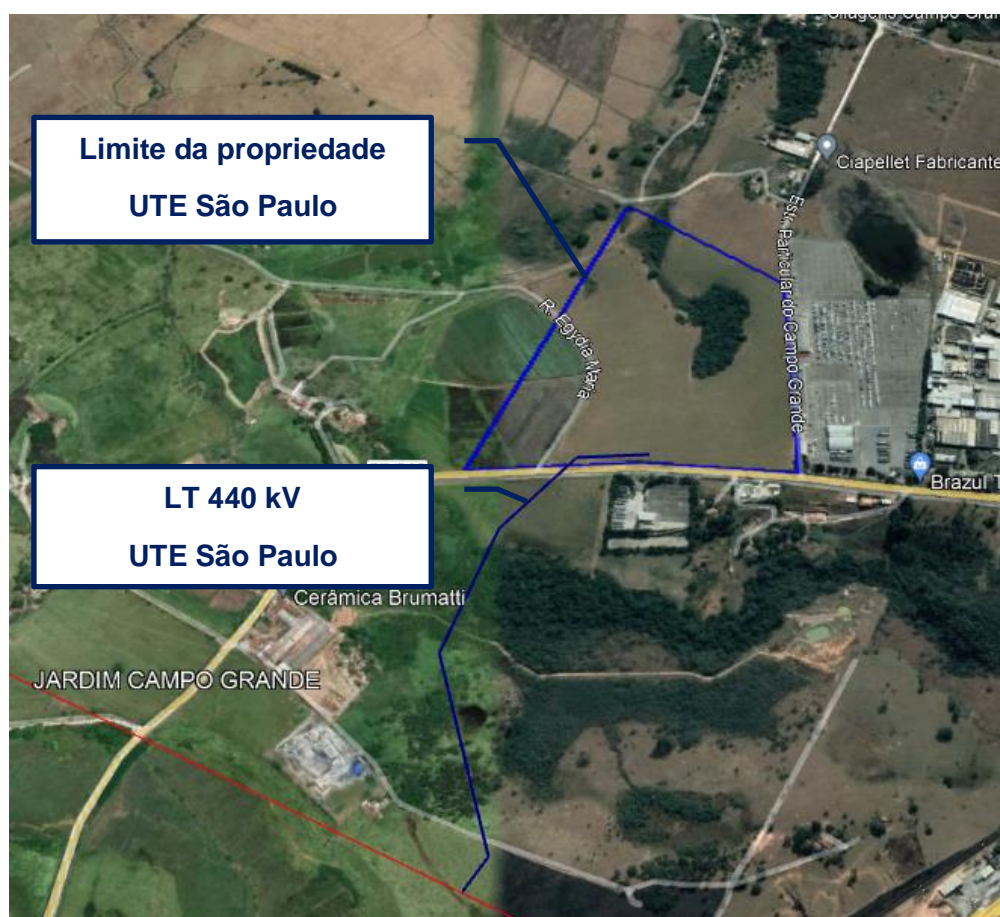 Limite da propriedade
UTE São Paulo
Ciapellet Fabricante
Estr. Particular do Campo Grande
R. Egydia Maria
LT 440 kV
UTE São Paulo
Brazul T
Cerâmica Brumatti
JARDIM CAMPO GRANDE